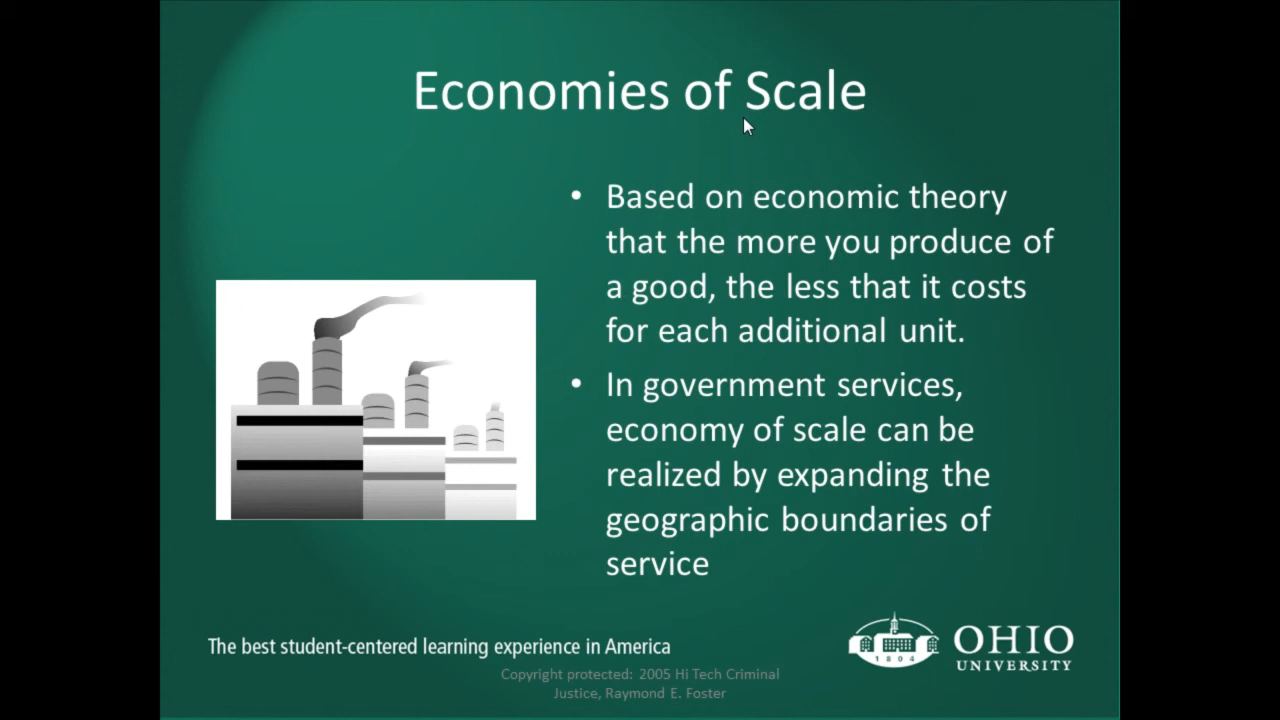 Economies of Scale
• Based on economic theory
that the more you produce of
a good, the less that it costs
for each additional unit.
• In government services,
economy of scale can be
realized by expanding the
geographic boundaries of
service
The best student-centered learning experience in America
1804
OHIO
UNIVERSITY
Copyright protected: 2005 Hi Tech Criminal
Justice, Raymond E. Foster